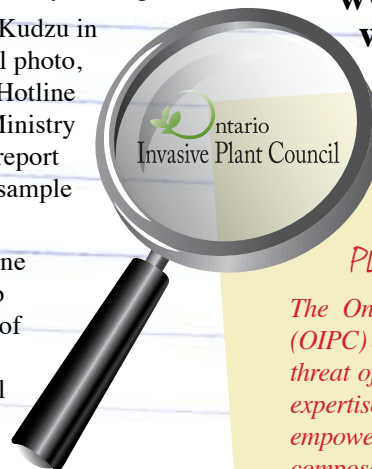 Kudzu in
l photo,
Hotline
Ministry
report
sample
ne
of
Ontario
Invasive Plant Council
The On
(OIPC)
threat of
expertise
empowe